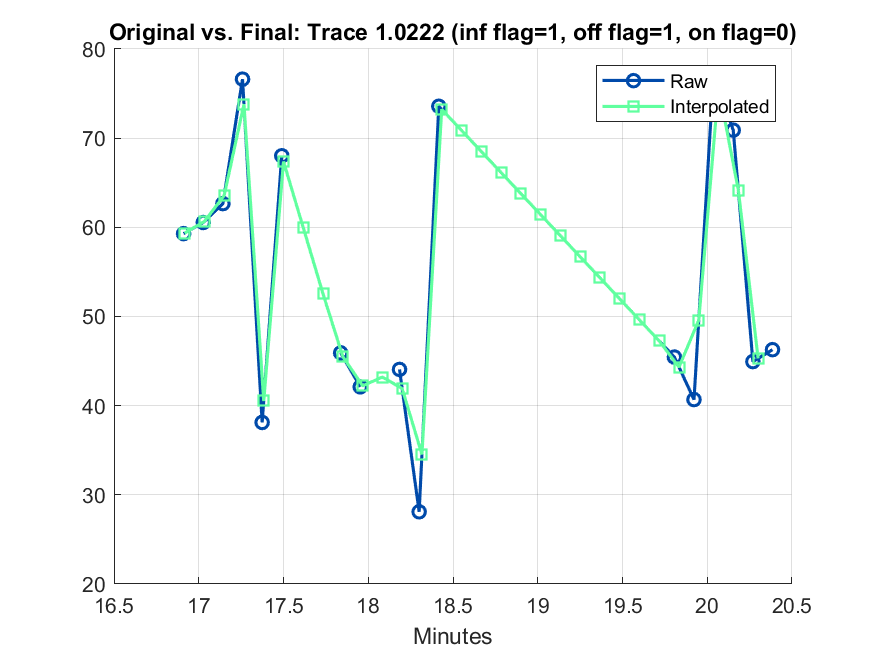 Original vs. Final: Trace 1.0222 (inf flag=1, off flag=1, on flag=0)
80
70
60
50
40
30
20
Raw
Interpolated
16.5 17 17.5 18 18.5 19 19.5 20 20.5
Minutes